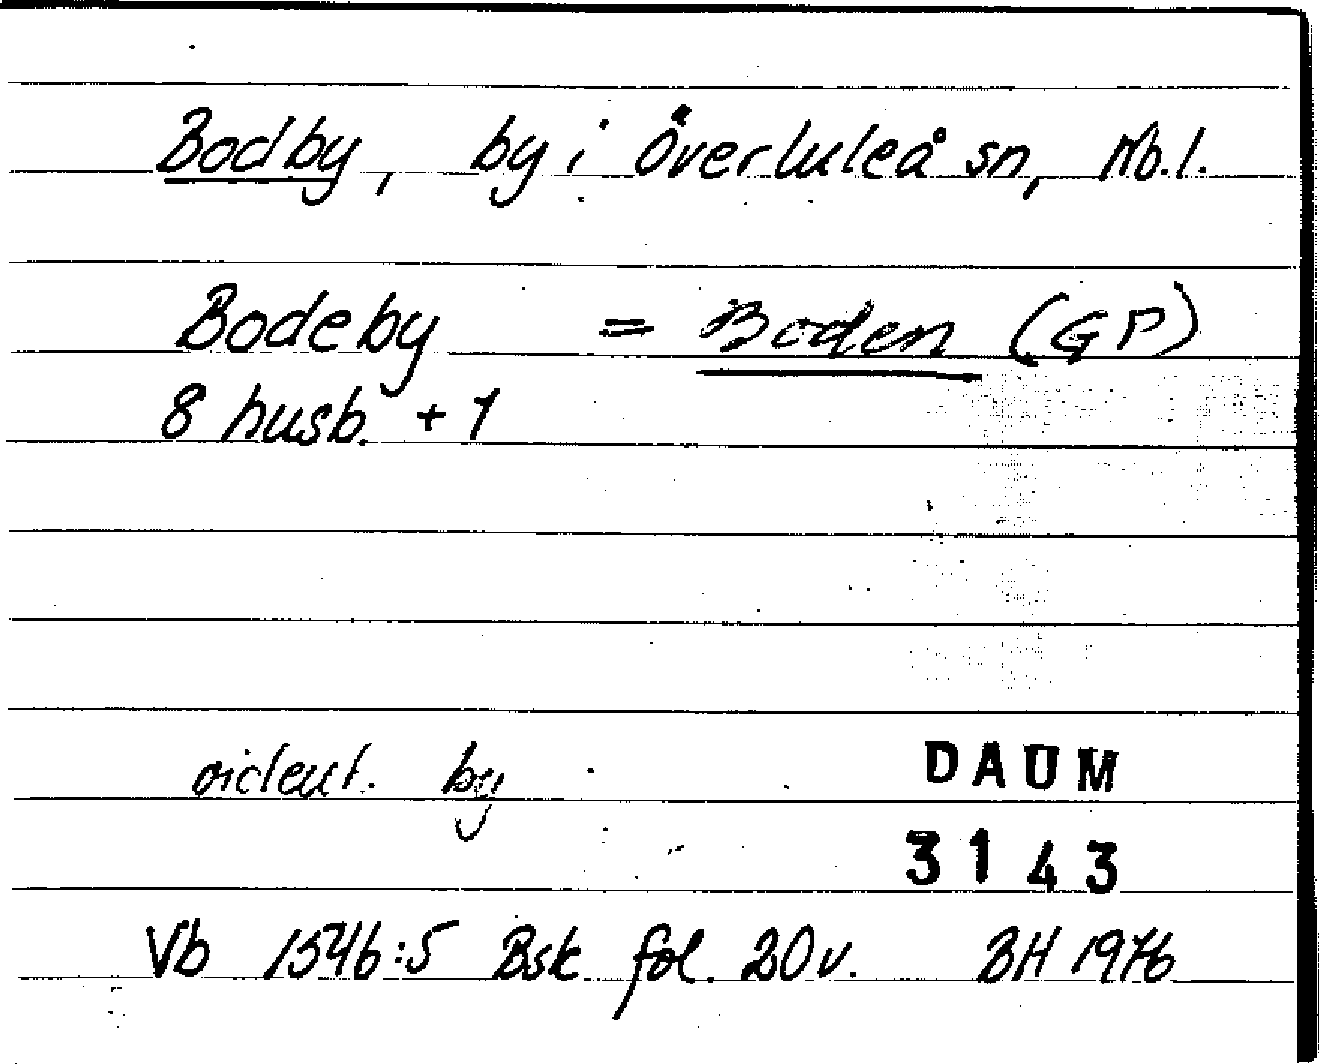 Bodby, by i Överluleå sn, Nb.l.
Bodeby = Boden (GP)
8 husb. + 1
oident. by
DAUM
3143
Vb 1546:5 Bsk fol. 20v. BH 1976